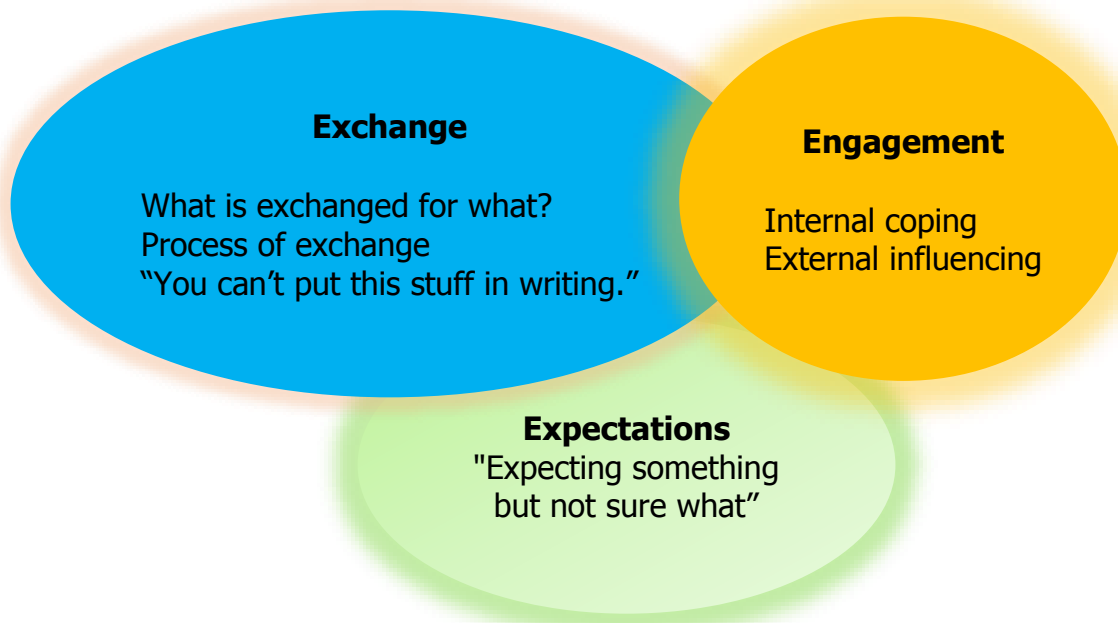 Exchange
What is exchanged for what?
Process of exchange
“You can’t put this stuff in writing.”
Engagement
Internal coping
External influencing
Expectations
"Expecting something
but not sure what”